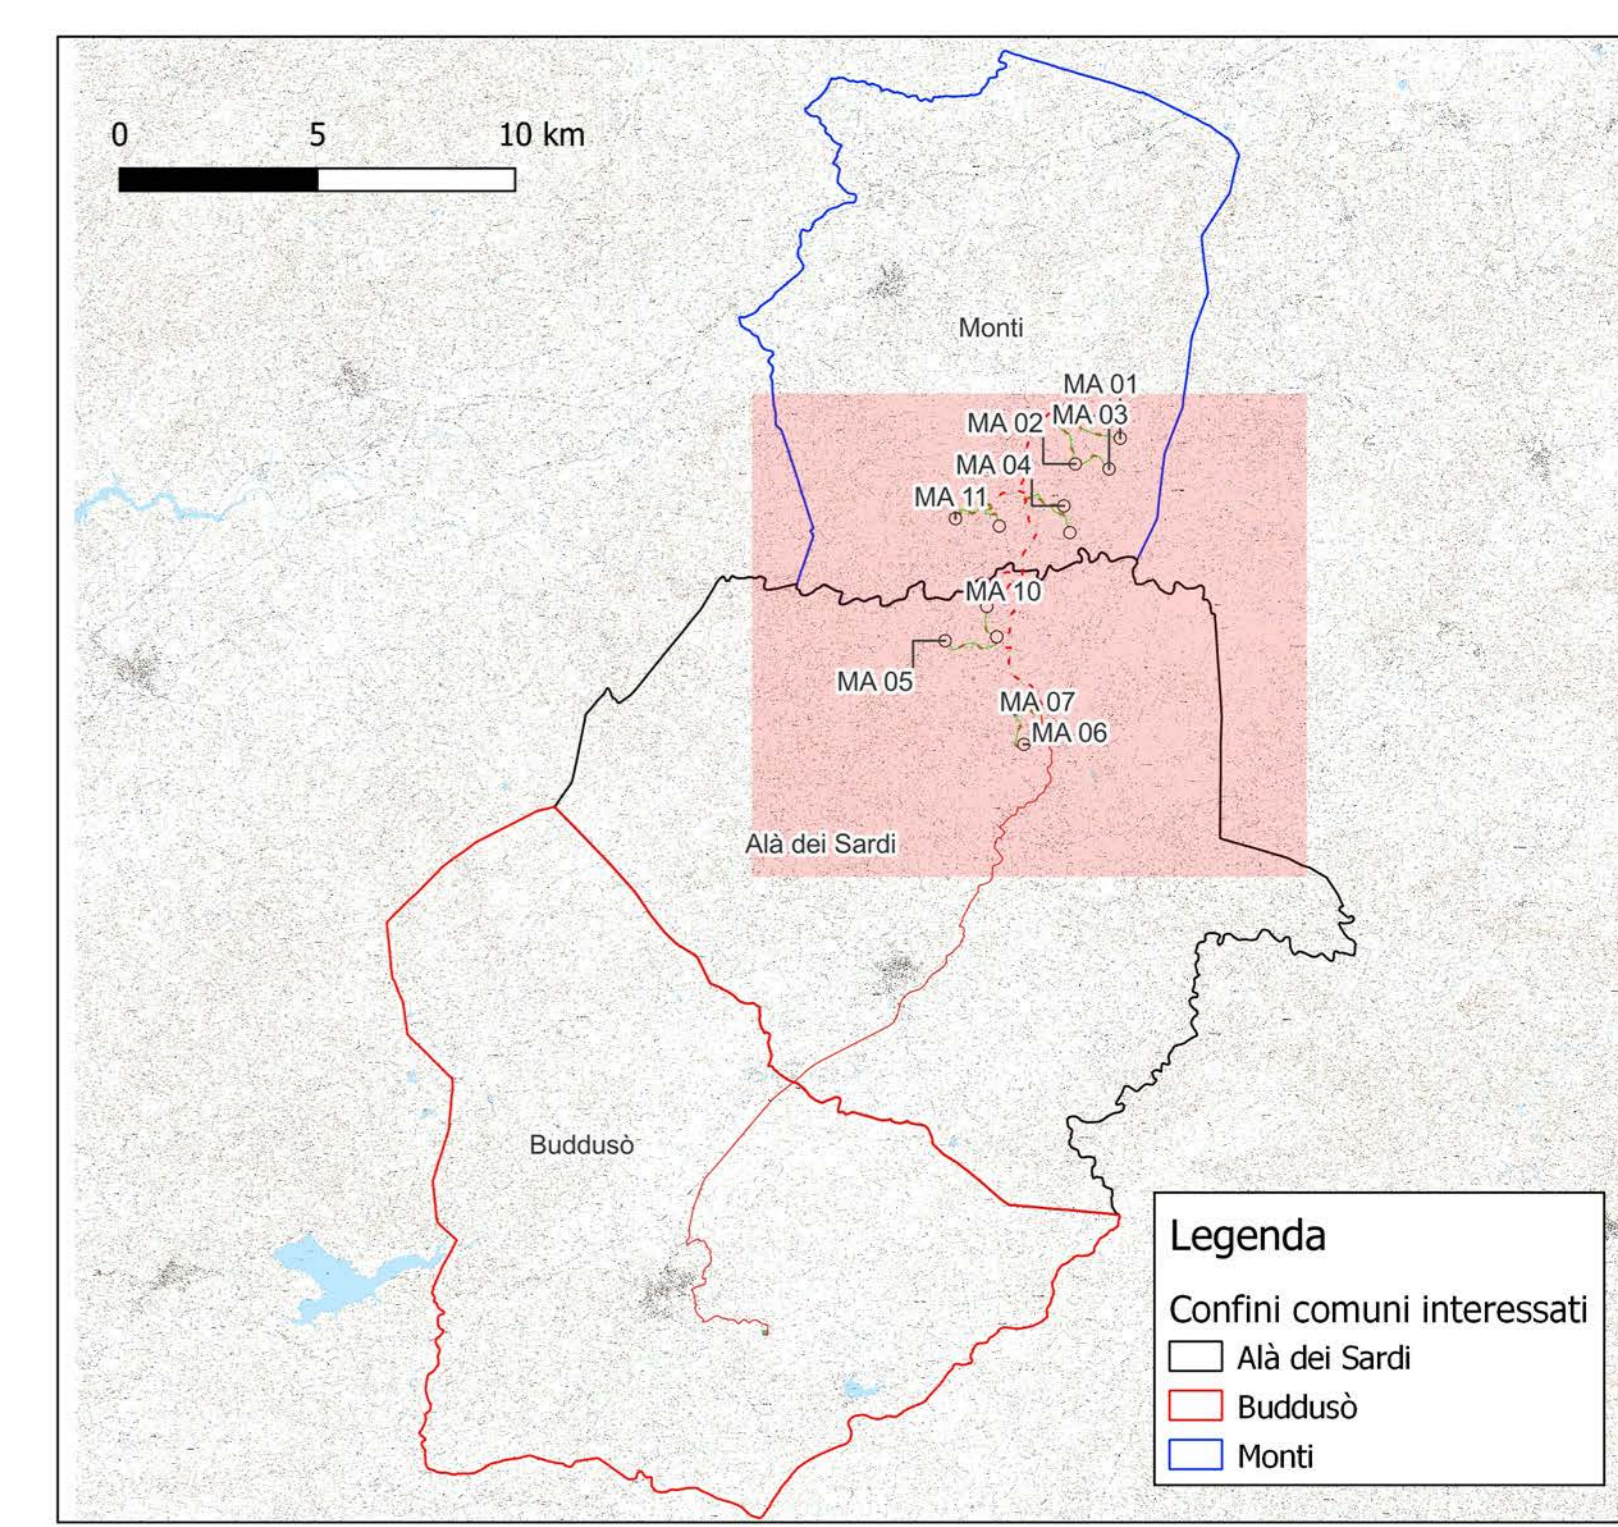 0 5 10 km
Monti
MA 01
MA 02 MA 03
MA 04
MA 11
MA 10
MA 05
MA 07
MA 06
Alà dei Sardi
Buddusò
Legenda
Confini comuni interessati
Alà dei Sardi
Buddusò
Monti